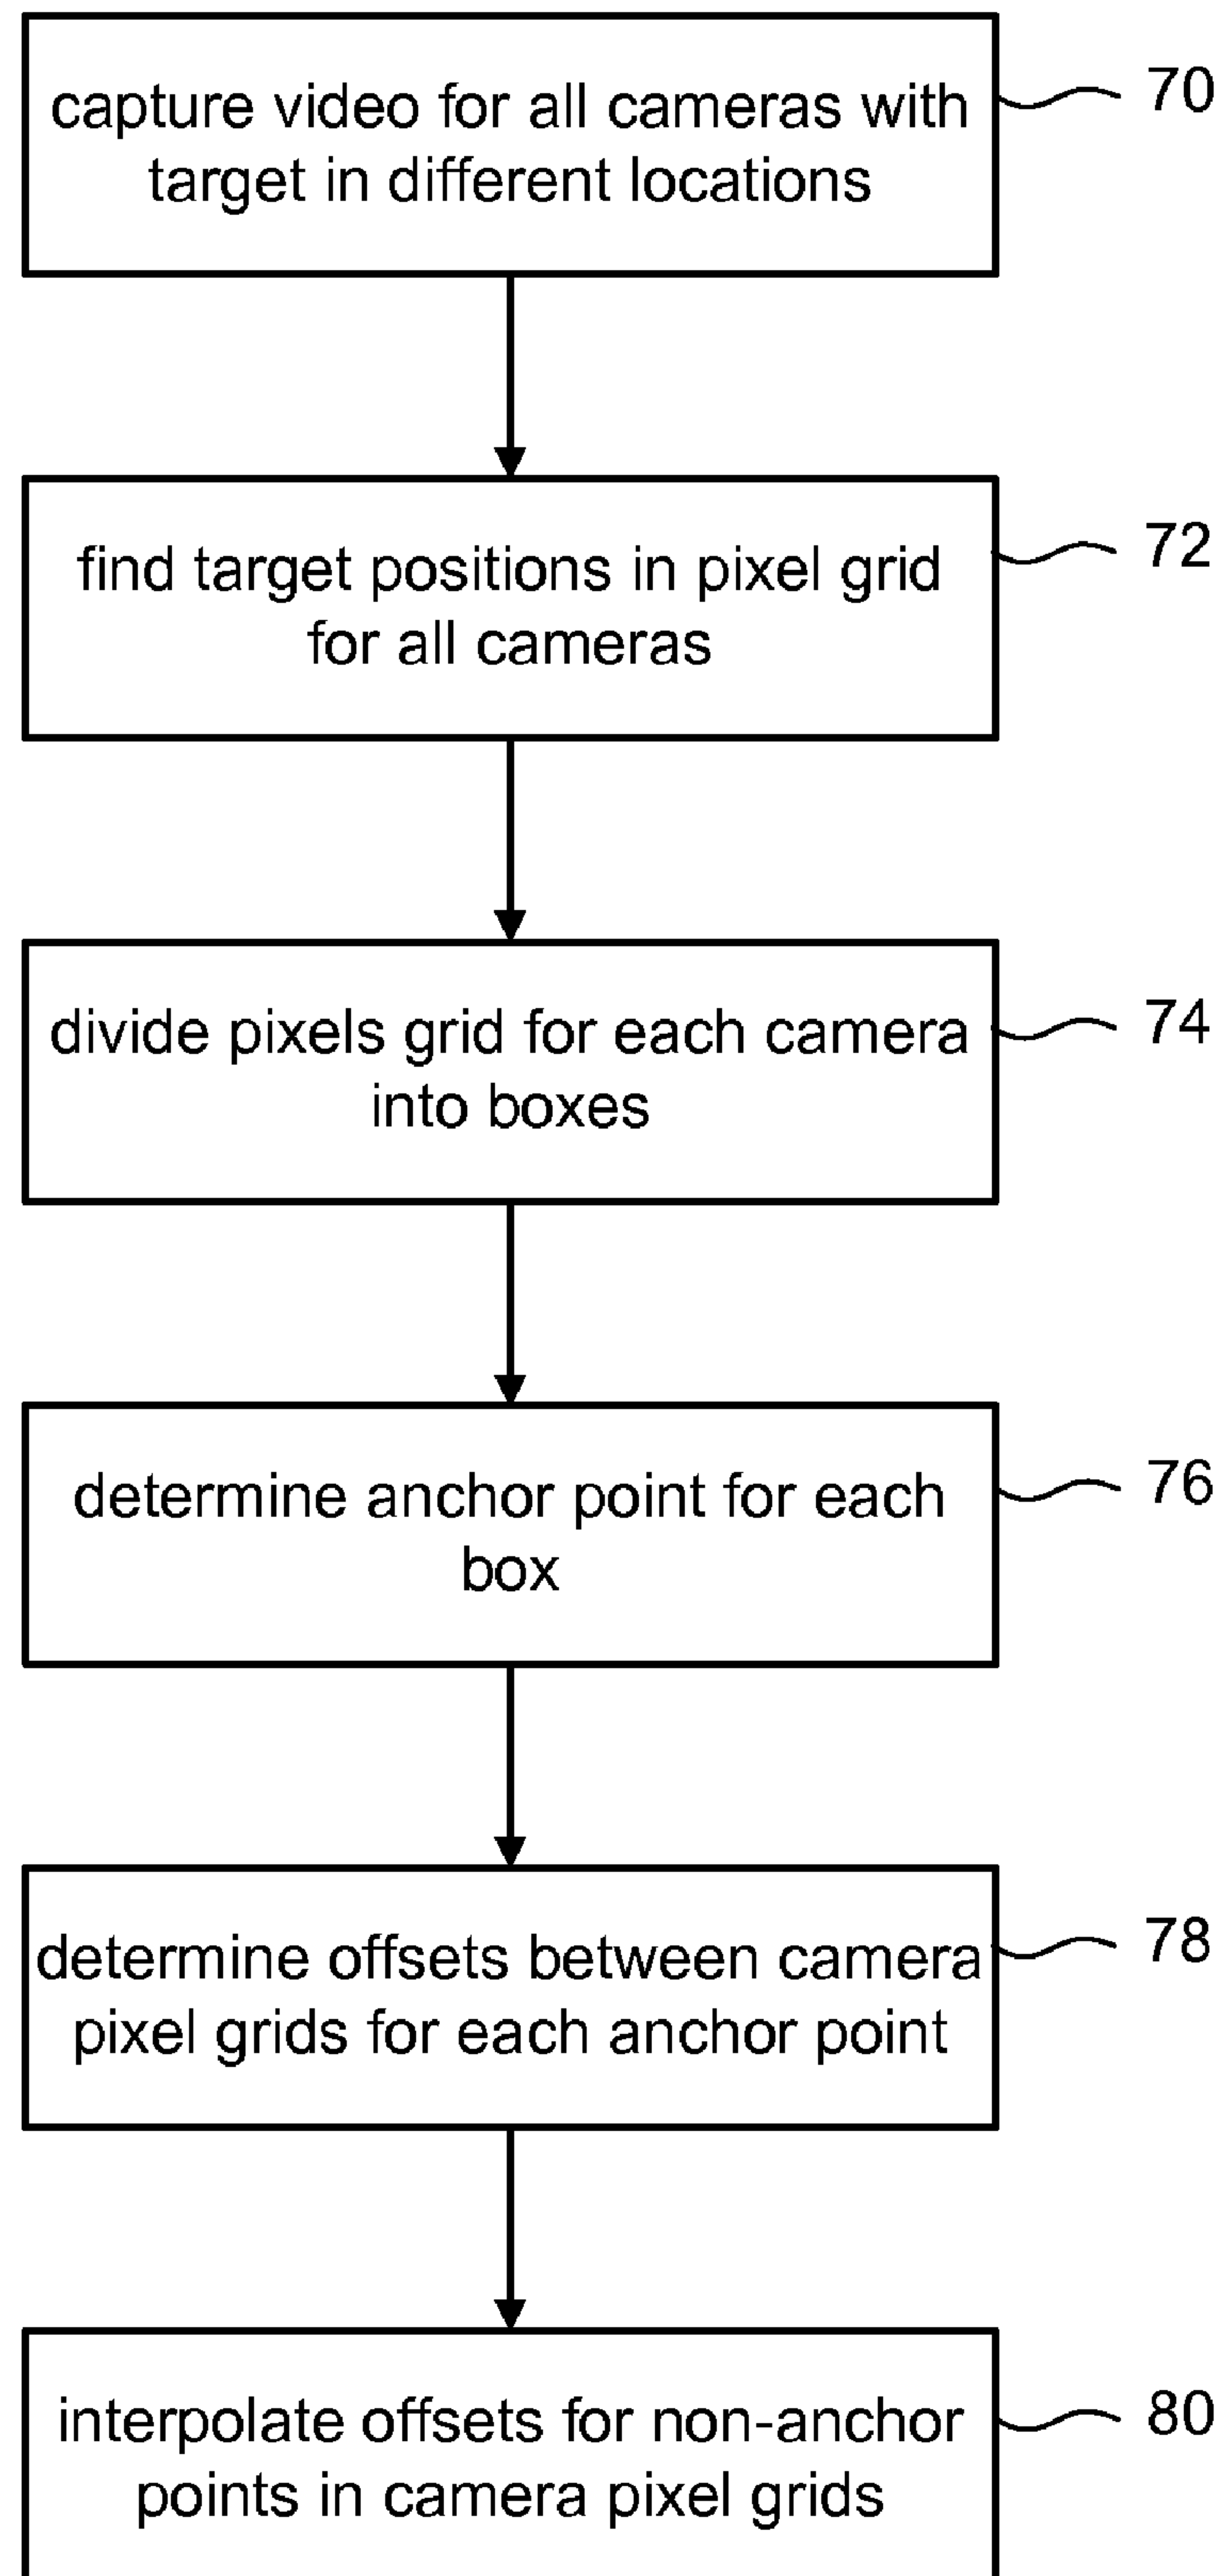 capture video for all cameras with
target in different locations
70
find target positions in pixel grid
for all cameras
72
divide pixels grid for each camera
into boxes
74
determine anchor point for each
box
76
determine offsets between camera
pixel grids for each anchor point
78
interpolate offsets for non-anchor
points in camera pixel grids
80